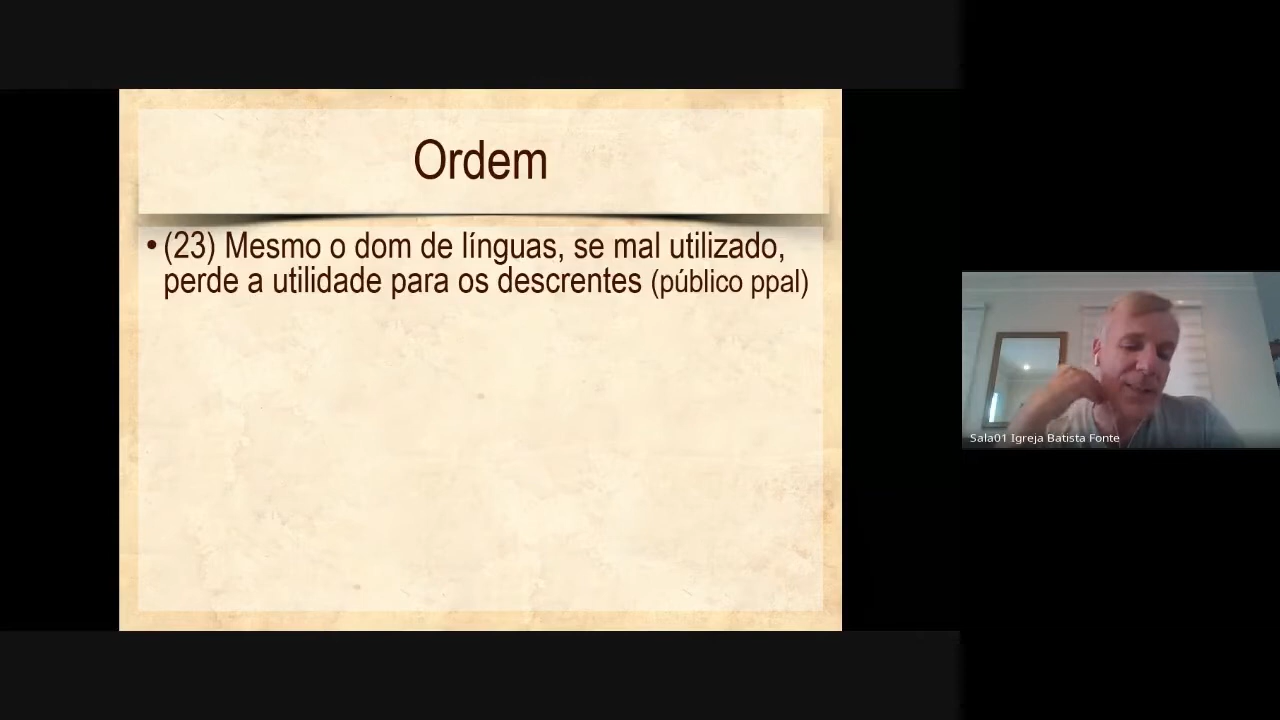 Ordem
• (23) Mesmo o dom de línguas, se mal utilizado,
perde a utilidade para os descrentes (público ppal)
Sala01 Igreja Batista Fonte